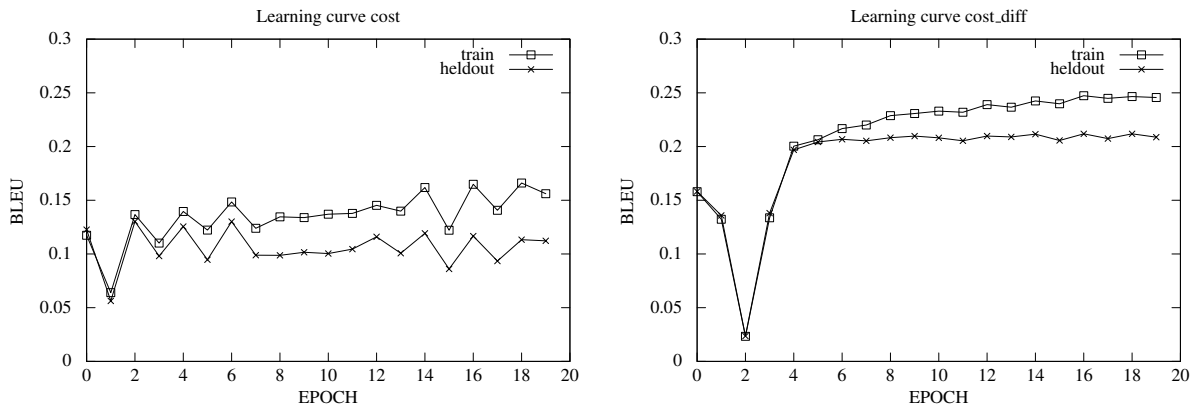 Learning curve cost
0.3
0.25
0.2
0.15
0.1
0.05
0
BLEU
train
heldout
0 2 4 6 8 10 12 14 16 18 20
EPOCH
Learning curve cost_diff
0.3
0.25
0.2
0.15
0.1
0.05
0
BLEU
train
heldout
0 2 4 6 8 10 12 14 16 18 20
EPOCH